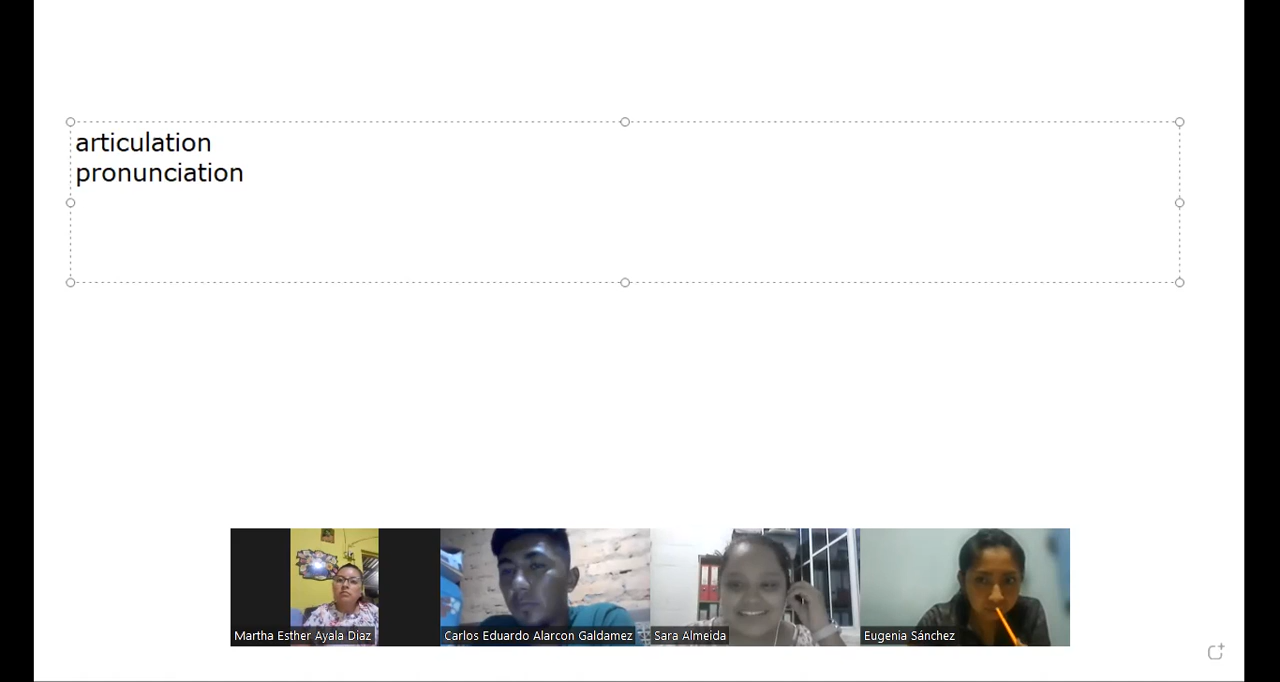 articulation
pronunciation
Martha Esther Ayala Diaz
Carlos Eduardo Alarcon Galdamez
Sara Almeida
Eugenia Sánchez